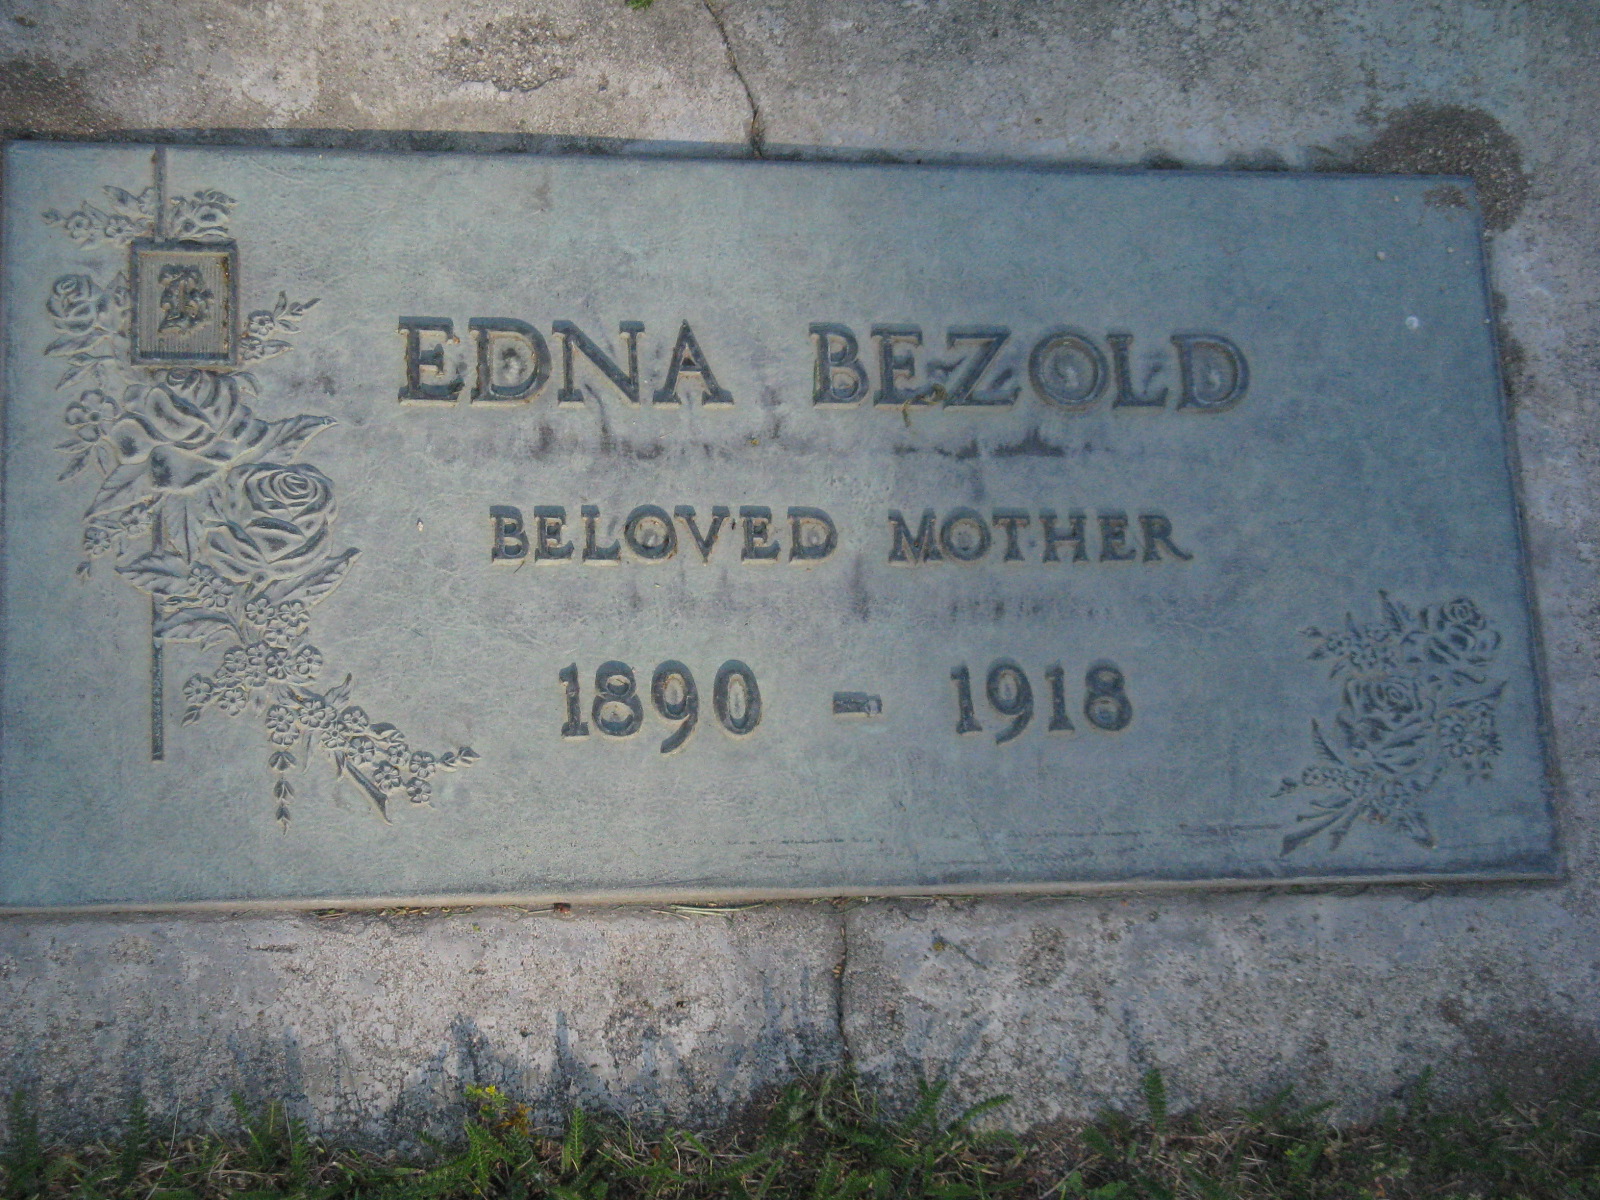 B
EDNA BEZOLD
BELOVED MOTHER
1890 - 1918